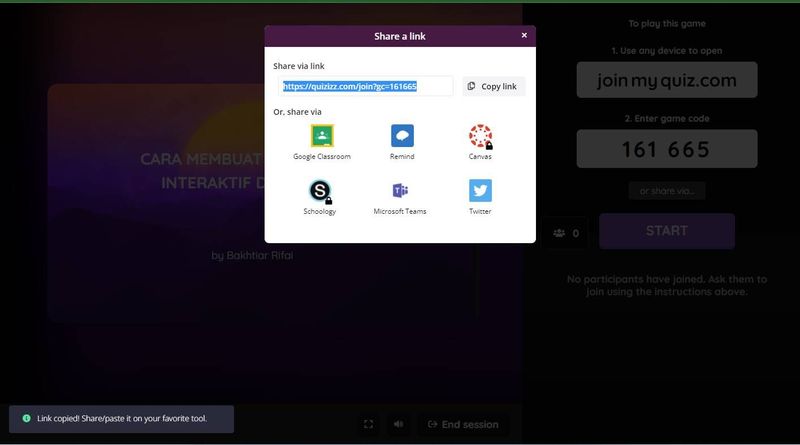 Share a link
×
Share via link
https://quizizz.com/join?gc=161665
Copy link
Or, share via
Google Classroom
Remind
Canvas
S
Schoology
Microsoft Teams
Twitter
CARA MEMBUAT
INTERAKTIF D
by Bakhtiar Rifai
To play this game
1. Use any device to open
joinmyquiz.com
2. Enter game code
161 665
or share via...
0
START
No participants have joined. Ask them to
join using the instructions above.
Link copied! Share/paste it on your favorite tool.
End session